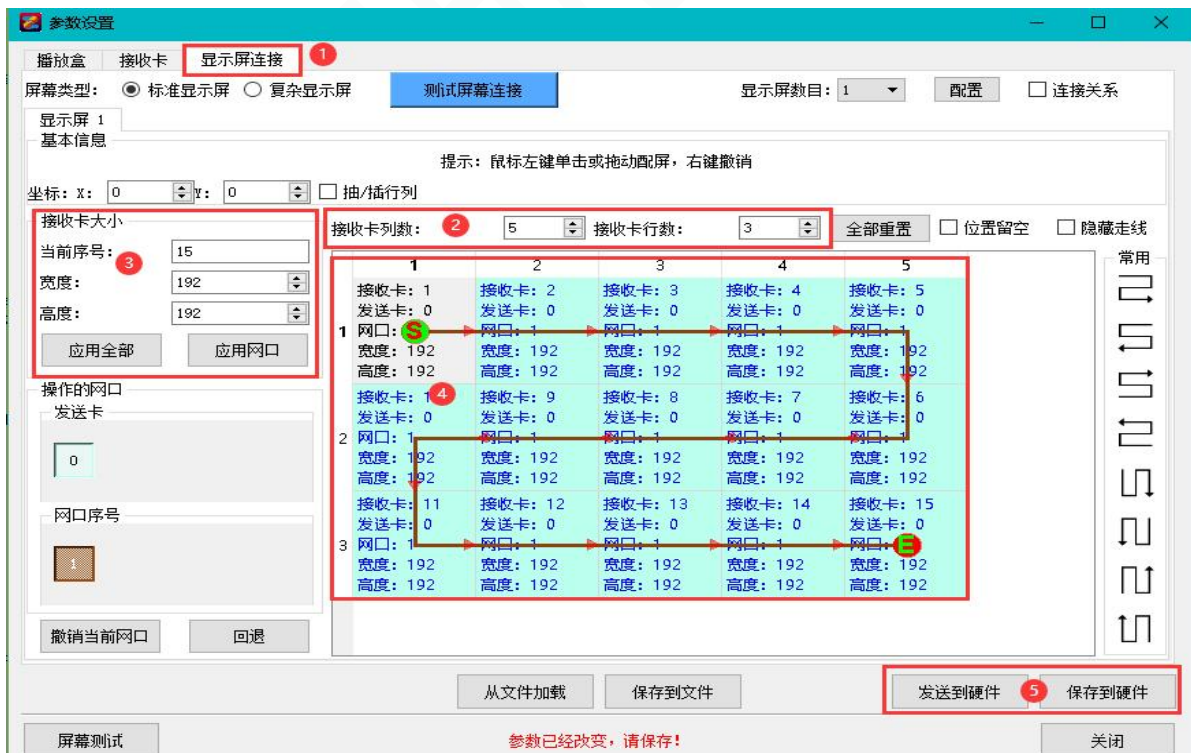 参数设置
播放盒 接收卡 显示屏连接 1
屏幕类型: 标准显示屏 复杂显示屏 测试屏幕连接 显示屏数目: 1 配置 连接关系
显示屏 1
基本信息
提示: 鼠标左键单击或拖动配屏, 右键撤销
坐标: X: 0 Y: 0 抽/插行列
接收卡大小
接收卡列数: 2 5 接收卡行数: 3 全部重置 位置留空 隐藏走线
当前序号: 15
3
宽度: 192
高度: 192
应用全部 应用网口
常用
1 2 3 4 5
接收卡: 1 接收卡: 2 接收卡: 3 接收卡: 4 接收卡: 5
发送卡: 0 发送卡: 0 发送卡: 0 发送卡: 0 发送卡: 0
1 网口: S 网口: 1 网口: 1 网口: 1 网口: 1
宽度: 192 宽度: 192 宽度: 192 宽度: 192 宽度: 192
高度: 192 高度: 192 高度: 192 高度: 192 高度: 192
接收卡: 4 接收卡: 9 接收卡: 8 接收卡: 7 接收卡: 6
发送卡: 0 发送卡: 0 发送卡: 0 发送卡: 0 发送卡: 0
2 网口: 1 网口: 1 网口: 1 网口: 1 网口: 1
宽度: 192 宽度: 192 宽度: 192 宽度: 192 宽度: 192
高度: 192 高度: 192 高度: 192 高度: 192 高度: 192
接收卡: 11 接收卡: 12 接收卡: 13 接收卡: 14 接收卡: 15
发送卡: 0 发送卡: 0 发送卡: 0 发送卡: 0 发送卡: 0
3 网口: 1 网口: 1 网口: 1 网口: 1 网口: E
宽度: 192 宽度: 192 宽度: 192 宽度: 192 宽度: 192
高度: 192 高度: 192 高度: 192 高度: 192 高度: 192
操作的网口
发送卡
0
网口序号
1
撤销当前网口 回退
从文件加载 保存到文件 发送到硬件 5 保存到硬件
屏幕测试 参数已经改变, 请保存! 关闭